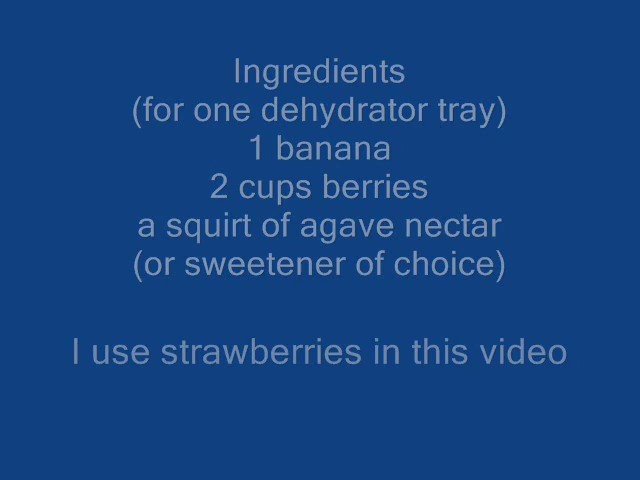 Ingredients
(for one dehydrator tray)
1 banana
2 cups berries
a squirt of agave nectar
(or sweetener of choice)
I use strawberries in this video